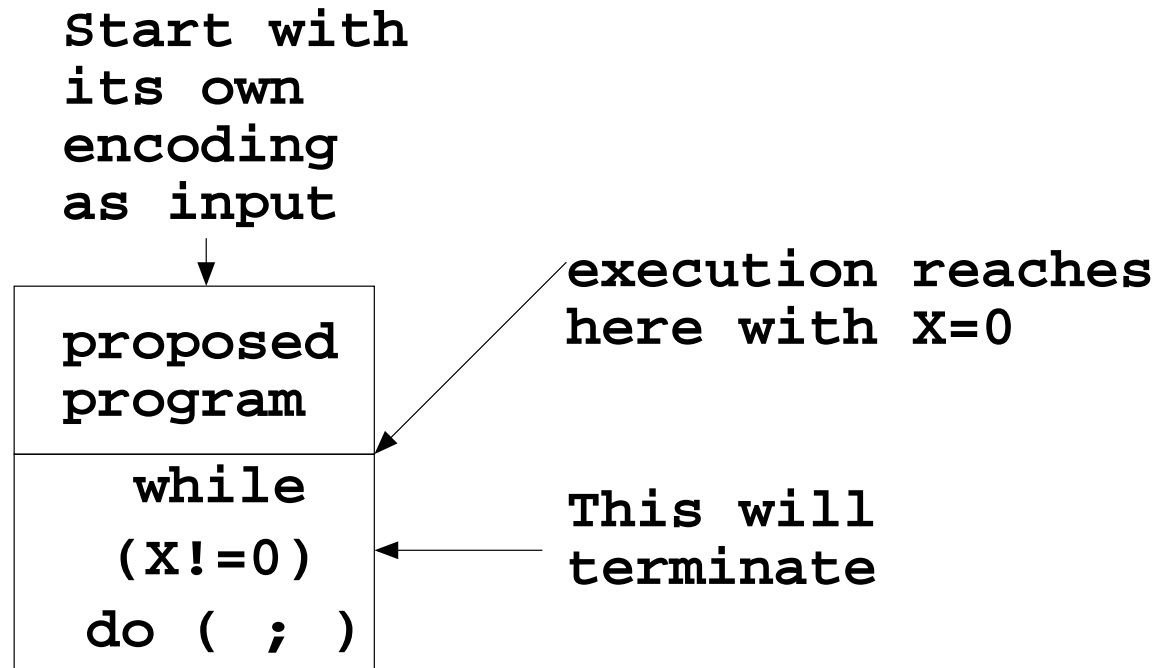 Start with
its own
encoding
as input
execution reaches
here with X=0
proposed
program
while
(X!=0)
do ( ; )
This will
terminate